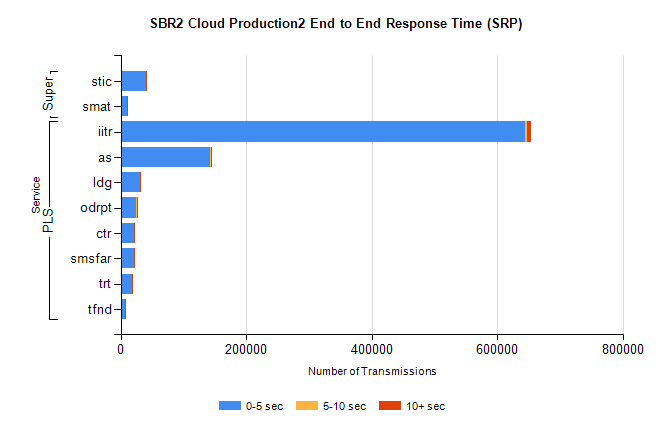 SBR2 Cloud Production2 End to End Response Time (SRP)
Service
Super
PLS
stic
smat
iitr
as
ldg
odrpt
ctr
smsfar
trt
tfnd
0 200000 400000 600000 800000
Number of Transmissions
0-5 sec 5-10 sec 10+ sec